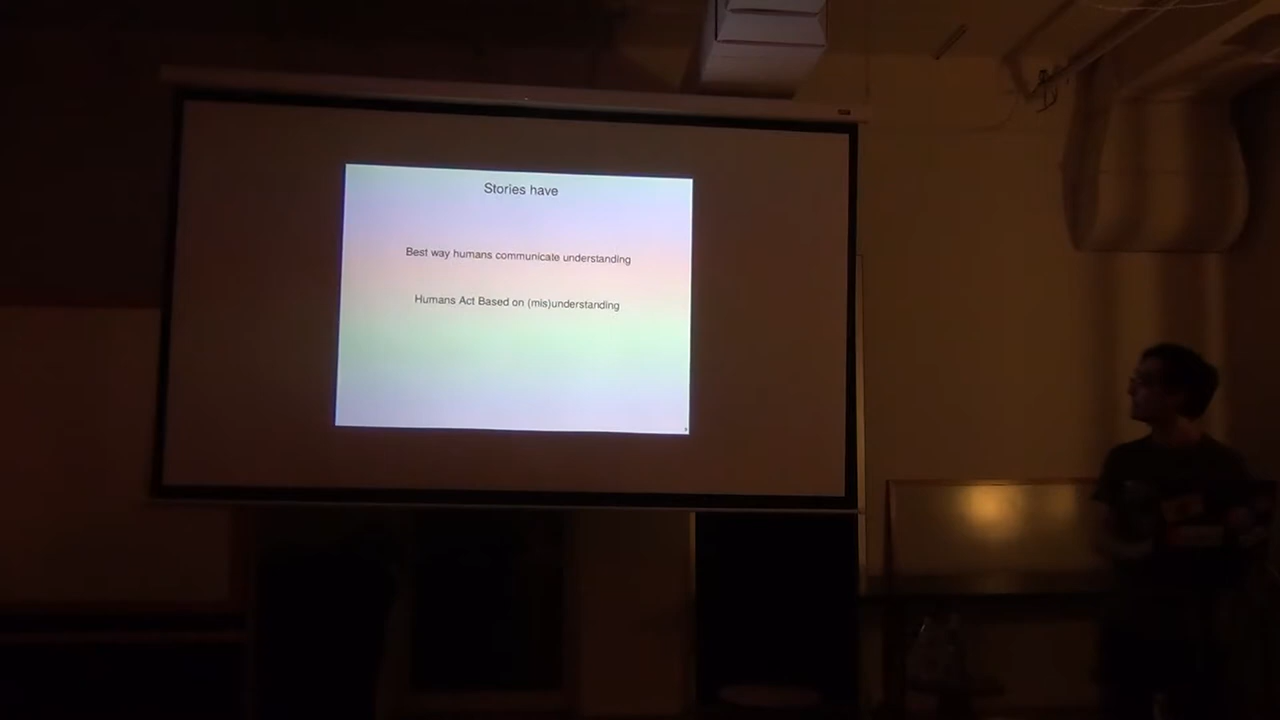 Stories have
Best way humans communicate understanding
Humans Act Based on (mis)understanding